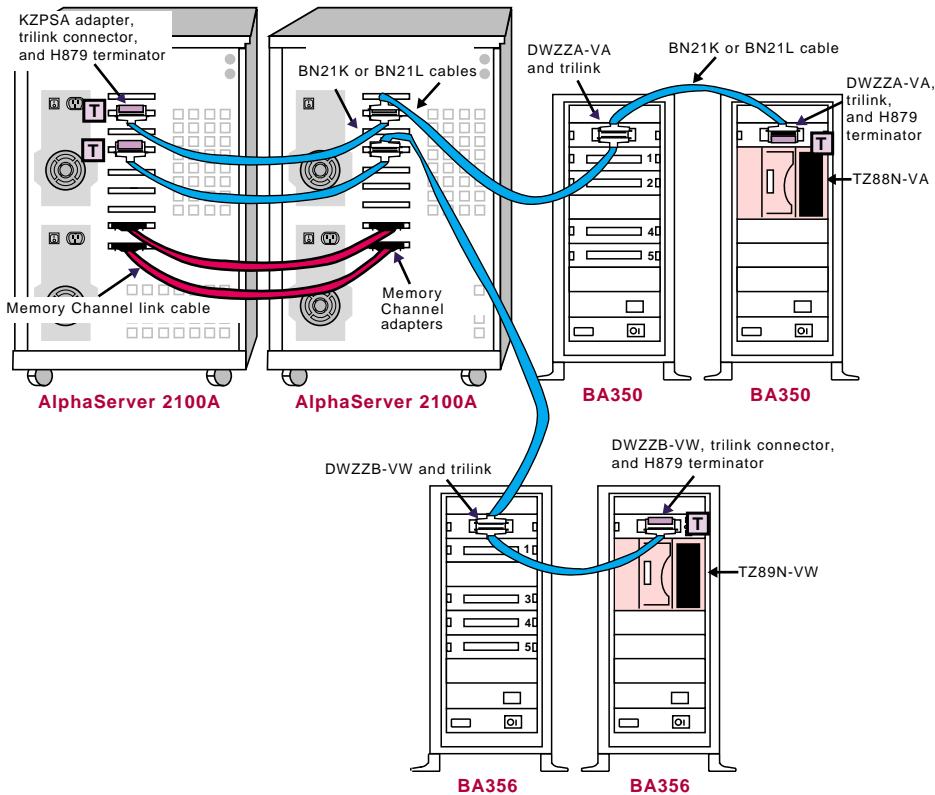 KZPSA adapter,
trilink connector,
and H879 terminator
T
T
BN21K or BN21L cables
DWZZA-VA
and trilink
BN21K or BN21L cable
DWZZA-VA,
trilink,
and H879
terminator
T
1
2
4
5
TZ88N-VA
Memory Channel link cable
Memory
Channel
adapters
AlphaServer 2100A
AlphaServer 2100A
BA350
BA350
DWZZB-VW and trilink
DWZZB-VW, trilink connector,
and H879 terminator
T
1
3
4
5
TZ89N-VW
BA356
BA356